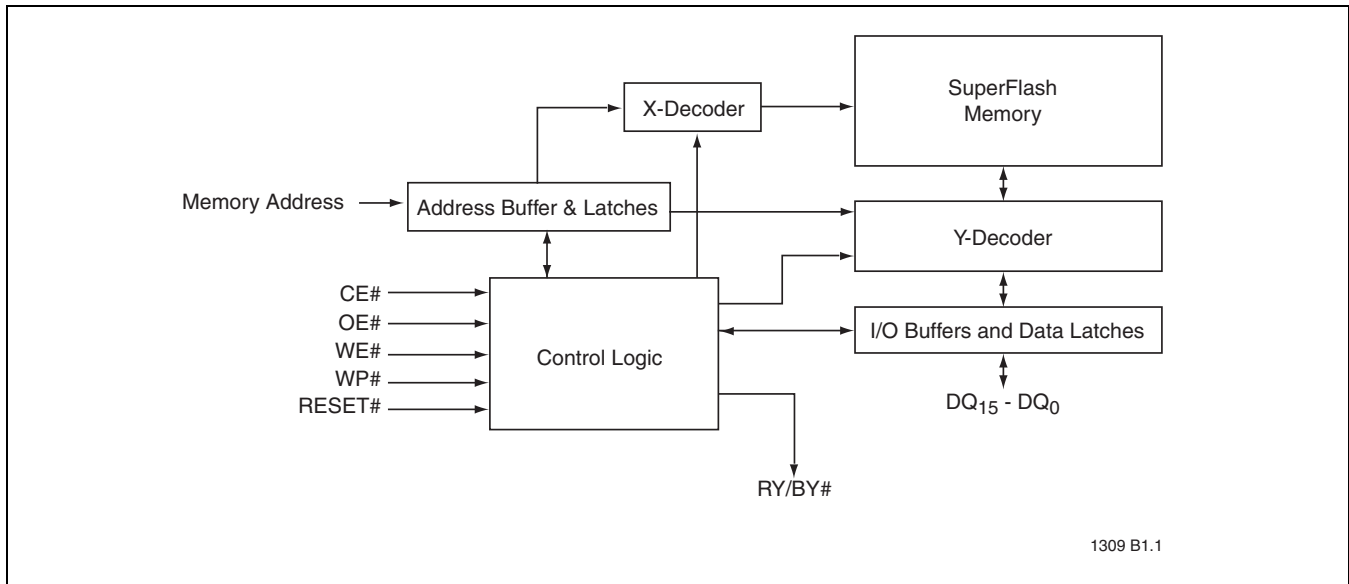 SuperFlash
Memory
X-Decoder
Memory Address
Address Buffer & Latches
Y-Decoder
CE#
OE#
WE#
WP#
RESET#
Control Logic
I/O Buffers and Data Latches
DQ15 - DQ0
RY/BY#
1309 B1.1